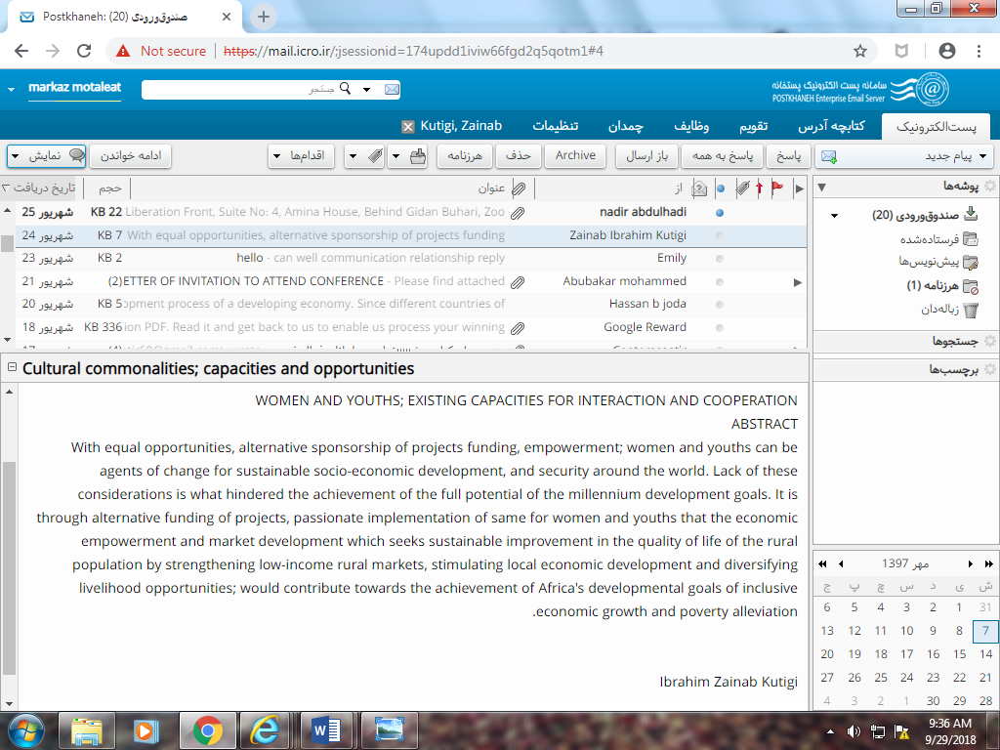 Postkhaneh: (20) صندوق‌ورودی
Not secure | https://mail.icro.ir/;jsessionid=174updd1iviw66fgd2q5qotm1#4
markaz motaleat
جستجو
سامانه پست الکترونیک پستخانه
POSTKHANEH Enterprise Email Server
پست‌الکترونیک
کتابچه آدرس
تقویم
وظایف
چمدان
تنظیمات
Kutigi, Zainab
پیام جدید
پاسخ
پاسخ به همه
باز ارسال
Archive
حذف
هرزنامه
اقدام‌ها
ادامه خواندن
نمایش
از
عنوان
حجم
تاریخ دریافت
nadir abdulhadi Liberation Front, Suite No: 4, Amina House, Behind Gidan Buhari, Zoo 22 KB 25 شهریور
Zainab Ibrahim Kutigi With equal opportunities, alternative sponsorship of projects funding 7 KB 24 شهریور
Emily hello - can well communication relationship reply 2 KB 23 شهریور
Abubakar mohammed (2)ETTER OF INVITATION TO ATTEND CONFERENCE - Please find attached 21 شهریور
Hassan b joda opment process of a developing economy. Since different countries of 5 KB 20 شهریور
Google Reward ion PDF. Read it and get back to us to enable us process your winning 336 KB 18 شهریور
پوشه‌ها
صندوق‌ورودی (20)
فرستاده‌شده
پیش‌نویس‌ها
هرزنامه (1)
زباله‌دان
جستجوها
برچسب‌ها
Cultural commonalities; capacities and opportunities
WOMEN AND YOUTHS; EXISTING CAPACITIES FOR INTERACTION AND COOPERATION
ABSTRACT
With equal opportunities, alternative sponsorship of projects funding, empowerment; women and youths can be
agents of change for sustainable socio-economic development, and security around the world. Lack of these
considerations is what hindered the achievement of the full potential of the millennium development goals. It is
through alternative funding of projects, passionate implementation of same for women and youths that the economic
empowerment and market development which seeks sustainable improvement in the quality of life of the rural
population by strengthening low-income rural markets, stimulating local economic development and diversifying
livelihood opportunities; would contribute towards the achievement of Africa's developmental goals of inclusive
.economic growth and poverty alleviation
Ibrahim Zainab Kutigi
مهر 1397
ش ی د س چ پ ج
31 1 2 3 4 5 6
7 8 9 10 11 12 13
14 15 16 17 18 19 20
21 22 23 24 25 26 27
28 29 30 1 2 3 4
9:36 AM
9/29/2018